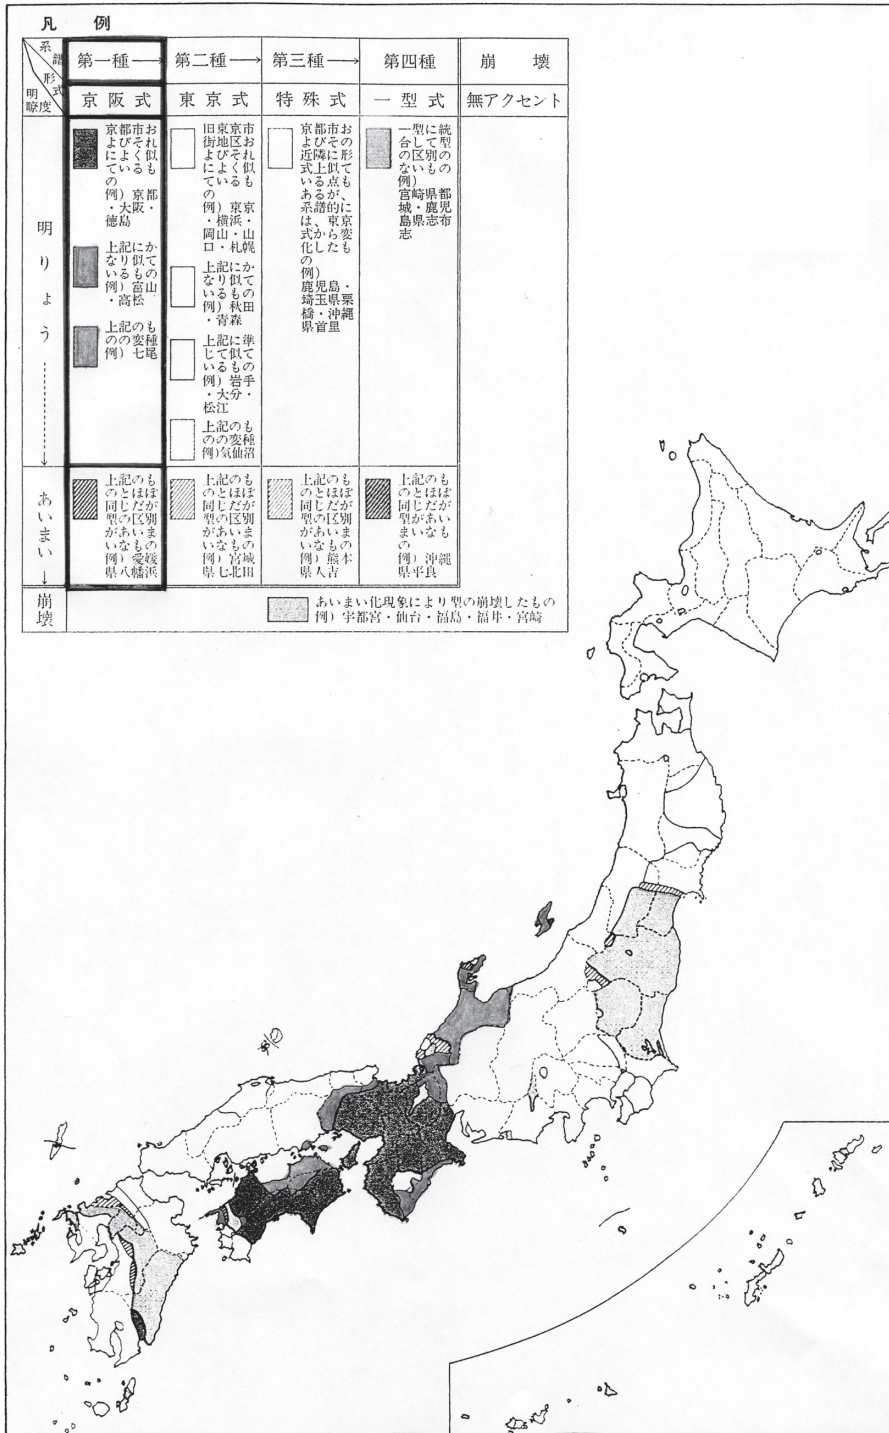 凡 例
系譜
形式
明瞭度
第一種→
第二種→
第三種→
第四種
崩壊
京阪式
東京式
特殊式
一型式
無アクセント
明りょう
京都市お
よびそれ
によく似
ているも
の
例) 京都
・大阪・
徳島
上記にか
なり似て
いるもの
例) 富山
・高松
上記のも
のの変種
例) 七尾
旧東京市
街地区お
よびそれ
によく似
ているも
の
例) 東京
・横浜・
岡山・山
口・札幌
上記にか
なり似て
いるもの
例) 秋田
・青森
上記に準
じて似て
いるもの
例) 岩手
・大分・
松江
上記のも
のの変種
例) 気仙沼
京都市お
よびその
近隣に形
式上似て
いる点も
あるが、
系譜的に
は、東京
式から変
化したも
の
例)
鹿児島・
埼玉県栗
橋・沖縄
県首里
一型に統
合して型
の区別の
ないもの
例)
宮崎県都
城・鹿児
島県志布
志
あいまい
上記のも
のとほぼ
同じだが
型の区別
があいま
いなもの
例) 愛媛
県八幡浜
上記のも
のとほぼ
同じだが
型の区別
があいま
いなもの
例) 宮城
県七北田
上記のも
のとほぼ
同じだが
型の区別
があいま
いなもの
例) 熊本
県人吉
上記のも
のとほぼ
同じだが
型があい
まいなも
の
例) 沖縄
県平良
崩壊
あいまい化現象により型の崩壊したもの
例) 宇都宮・仙台・福島・福井・宮崎